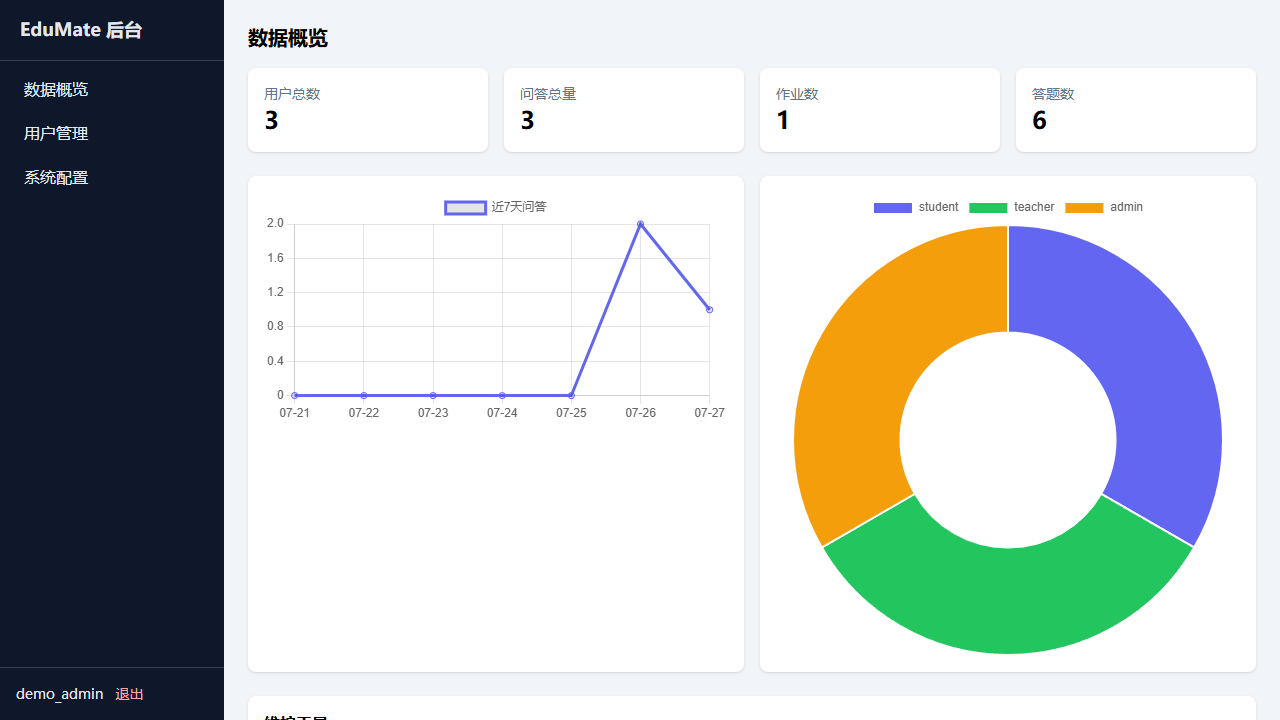 EduMate 后台
数据概览
用户管理
系统配置
demo_admin 退出
数据概览
用户总数
3
问答总量
3
作业数
1
答题数
6
近7天问答
2.0
1.6
1.2
0.8
0.4
0
07-21 07-22 07-23 07-24 07-25 07-26 07-27
student teacher admin